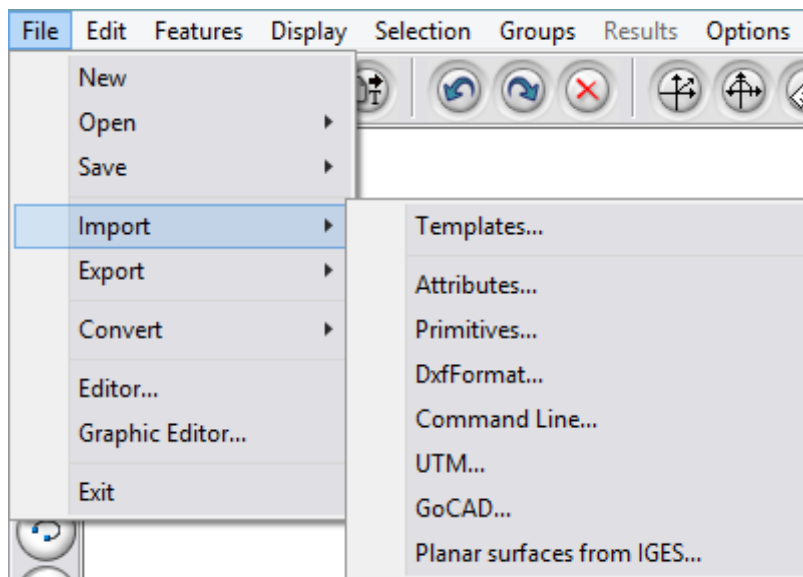 File Edit Features Display Selection Groups Results Options
New
Open
Save
Import
Export
Convert
Editor...
Graphic Editor...
Exit
Templates...
Attributes...
Primitives...
DxfFormat...
Command Line...
UTM...
GoCAD...
Planar surfaces from IGES...